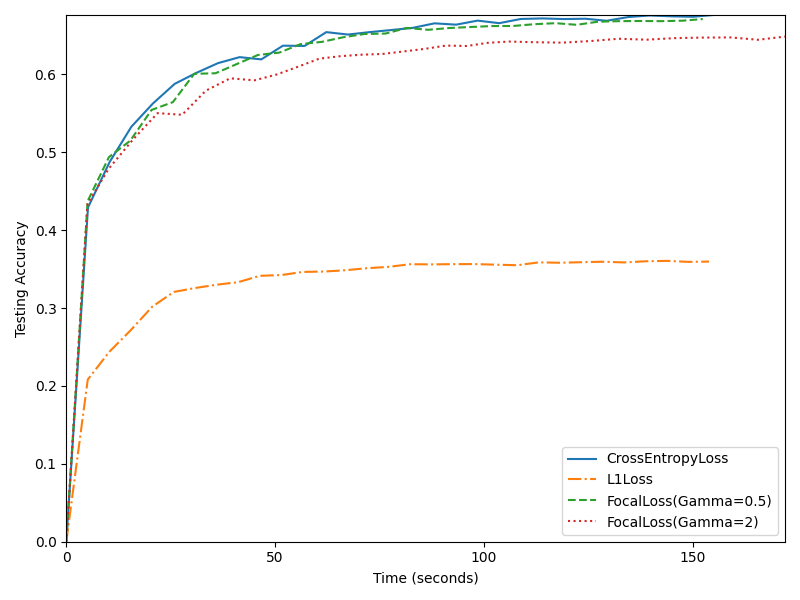 0.6
0.5
0.4
0.3
0.2
0.1
0.0
Testing Accuracy
0
50
100
150
Time (seconds)
CrossEntropyLoss
L1Loss
FocalLoss(Gamma=0.5)
FocalLoss(Gamma=2)